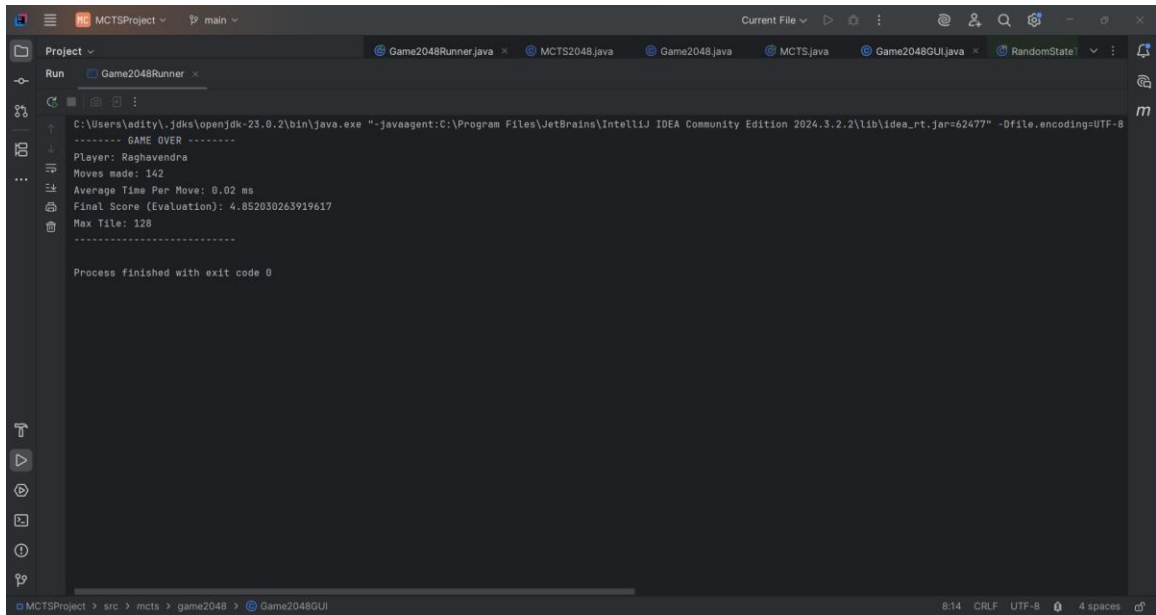 MC MCTSProject main Current File
Project Game2048Runner.java MCTS2048.java Game2048.java MCTS.java Game2048GUI.java RandomStateT
Run Game2048Runner
m
C:\Users\adity\.jdks\openjdk-23.0.2\bin\java.exe "-javaagent:C:\Program Files\JetBrains\IntelliJ IDEA Community Edition 2024.3.2.2\lib\idea_rt.jar=62477" -Dfile.encoding=UTF-8
-------- GAME OVER --------
Player: Raghavendra
Moves made: 142
Average Time Per Move: 0.02 ms
Final Score (Evaluation): 4.852030263919617
Max Tile: 128
---------------------------
Process finished with exit code 0
MCTSProject > src > mcts > game2048 > Game2048GUI 8:14 CRLF UTF-8 4 spaces